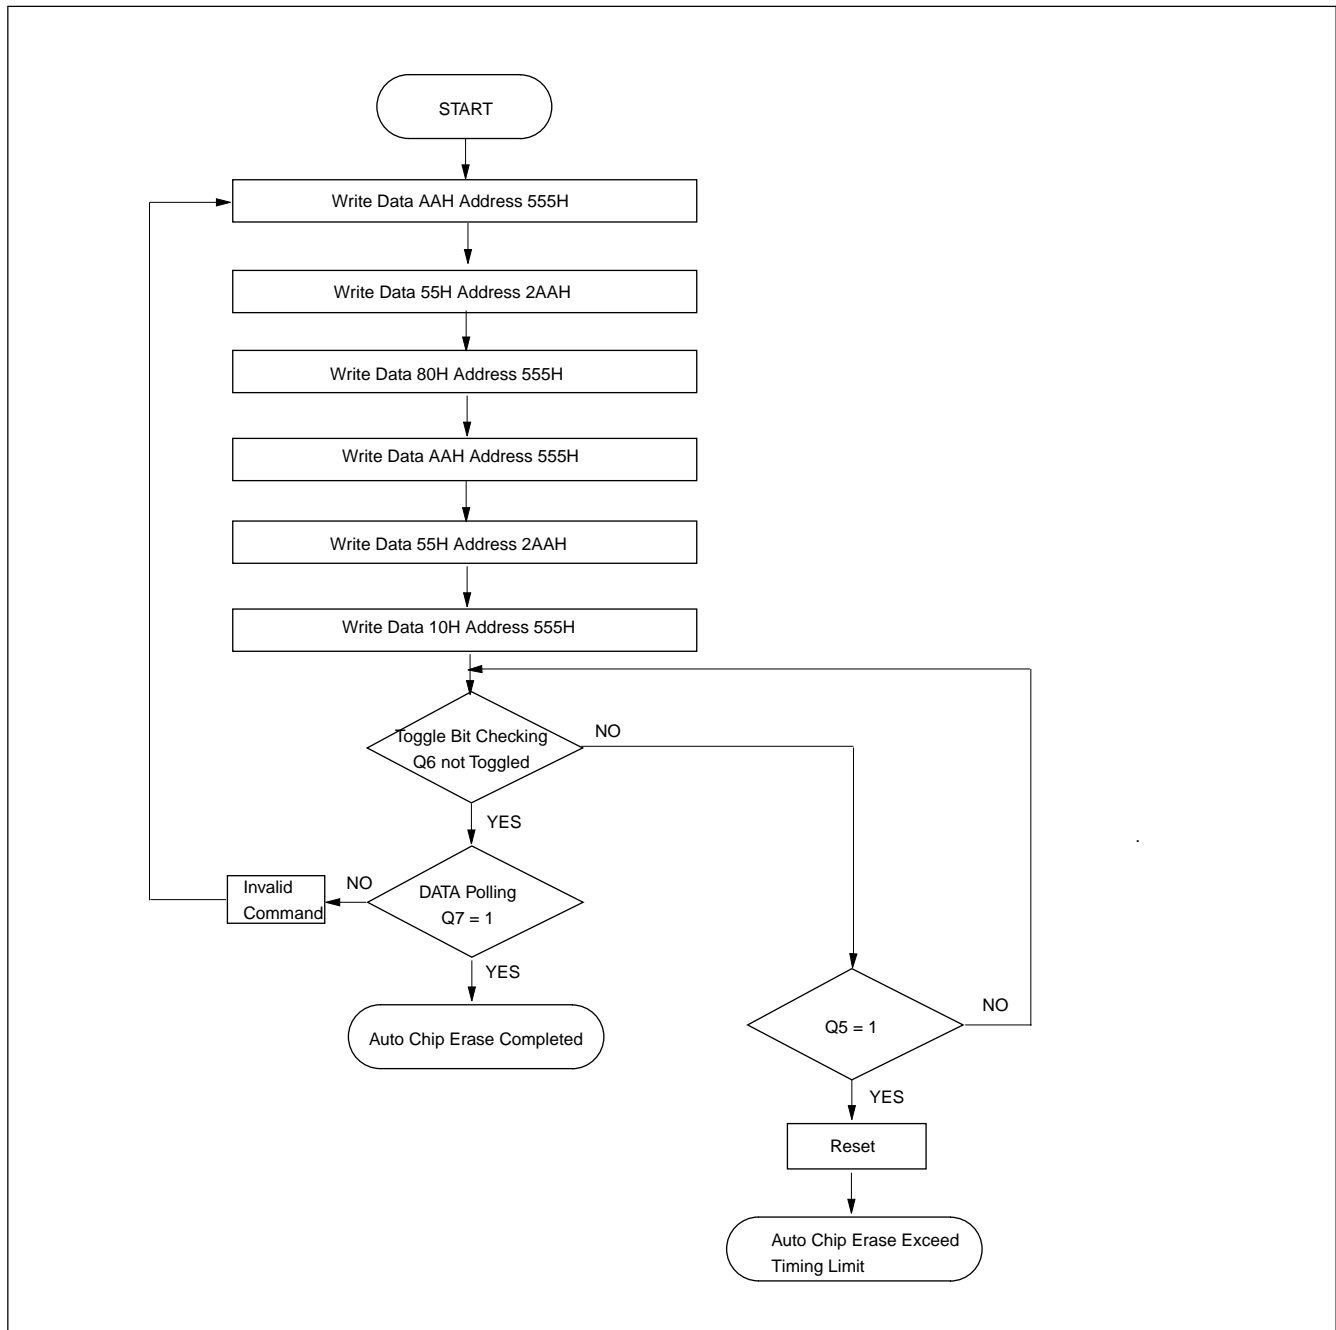 START
Write Data AAH Address 555H
Write Data 55H Address 2AAH
Write Data 80H Address 555H
Write Data AAH Address 555H
Write Data 55H Address 2AAH
Write Data 10H Address 555H
Toggle Bit Checking
Q6 not Toggled
NO
YES
Invalid
Command
NO
DATA Polling
Q7 = 1
YES
Auto Chip Erase Completed
Q5 = 1
NO
YES
Reset
Auto Chip Erase Exceed
Timing Limit
.